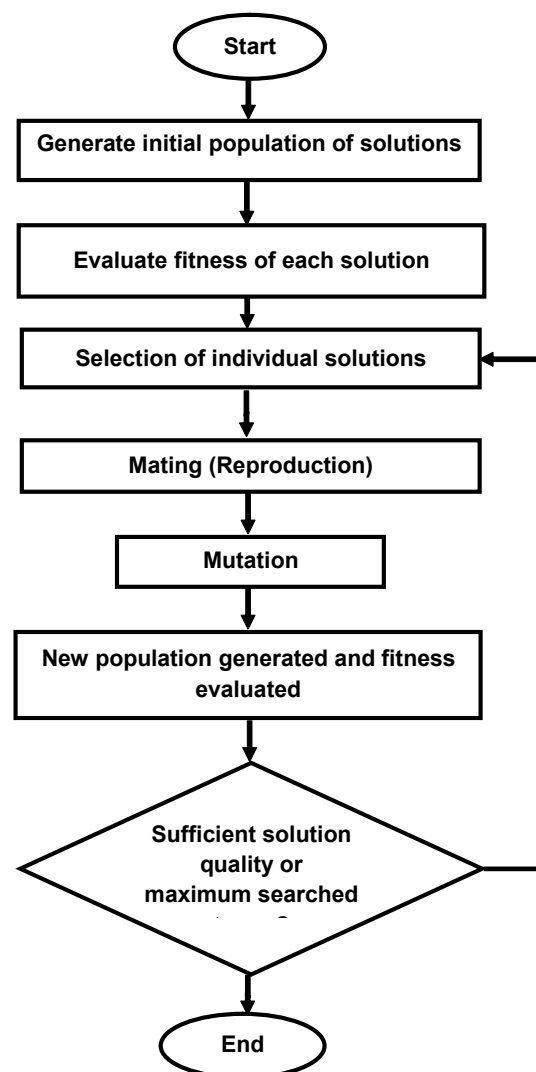 Start
Generate initial population of solutions
Evaluate fitness of each solution
Selection of individual solutions
Mating (Reproduction)
Mutation
New population generated and fitness
evaluated
Sufficient solution
quality or
maximum searched
End